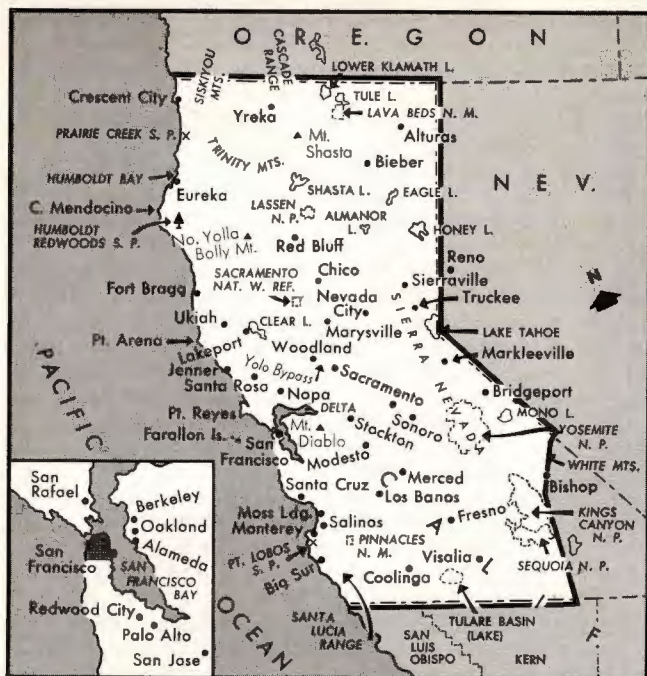 O R E G O N
CASCADE
RANGE
LOWER KLAMATH L.
SISKIYOU
MTS.
Crescent City
TULE L.
Yreka
LAVA BEDS N. M.
PRAIRIE CREEK S. P.
Mt.
Shasta
Alturas
TRINITY MTS.
Bieber
N E V.
HUMBOLDT BAY
Eureka
SHASTA L.
EAGLE L.
C. Mendocino
LASSEN
N. P.
ALMANOR
L.
HUMBOLDT
REDWOODS S. P.
No. Yolla
Bolly Mt.
Red Bluff
HONEY L.
Reno
SACRAMENTO
NAT. W. REF.
Chico
Sierraville
N
Fort Bragg
Nevada
City
Truckee
Ukiah
CLEAR L.
Marysville
SIERRA NEVADA
LAKE TAHOE
Pt. Arena
Lakeport
Woodland
Markleeville
Jenner
Yolo Bypass
Sacramento
Santa Rosa
Bridgeport
Nopa
PACIFIC
Pt. Reyes
DELTA
Sonoro
MONO L.
Farallon Is.
Mt.
Diablo
Stockton
YOSEMITE
N. P.
San
Francisco
Modesto
WHITE MTS.
Santa Cruz
C
Merced
Bishop
Los Banos
Moss Ldg.
Monterey
Salinos
A
Fresno
KINGS
CANYON
N. P.
PT. LOBOS
S. P.
PINNACLES
N. M.
Visalia
L
Big Sur
Coolinga
SEQUOIA N. P.
OCEAN
SANTA
LUCIA
RANGE
TULARE BASIN
(LAKE)
I
F.
SAN
LUIS
OBISPO
KERN
San
Rafael
Berkeley
Oakland
Alameda
San
Francisco
SAN
FRANCISCO
BAY
Redwood City
Palo Alto
San Jase